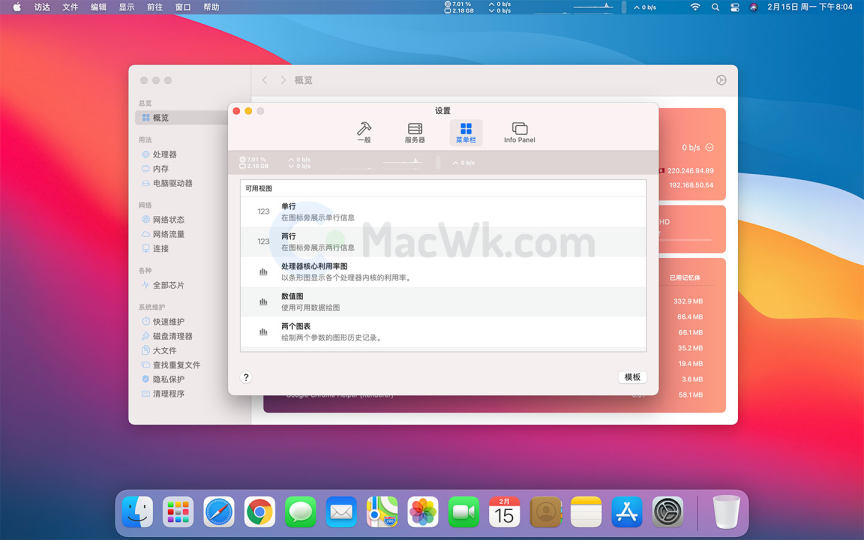 访达 文件 编辑 显示 前往 窗口 帮助
7.01 %
2.18 GB
0 b/s
0 b/s
0 b/s
2月15日 周一 下午8:04
概览
总览
概览
用法
处理器
内存
电脑驱动器
网络
网络状态
网络流量
连接
各种
全部芯片
系统维护
快速维护
磁盘清理器
大文件
查找重复文件
隐私保护
清理程序
设置
一般 服务器 菜单栏 Info Panel
7.01 %
2.18 GB
0 b/s
0 b/s
0 b/s
可用视图
123
单行
在图标旁展示单行信息
123
两行
在图标旁展示两行信息
处理器核心利用率图
以条形图显示各个处理器内核的利用率。
数值图
使用可用数据绘图
两个图表
绘制两个参数的图形历史记录。
MacWk.com
?
模板
0 b/s
220.246.94.89
192.168.50.54
HD
已用记忆体
332.9 MB
66.4 MB
66.1 MB
35.2 MB
19.4 MB
3.6 MB
58.1 MB
Google Chrome Helper (Renderer)
2月
15